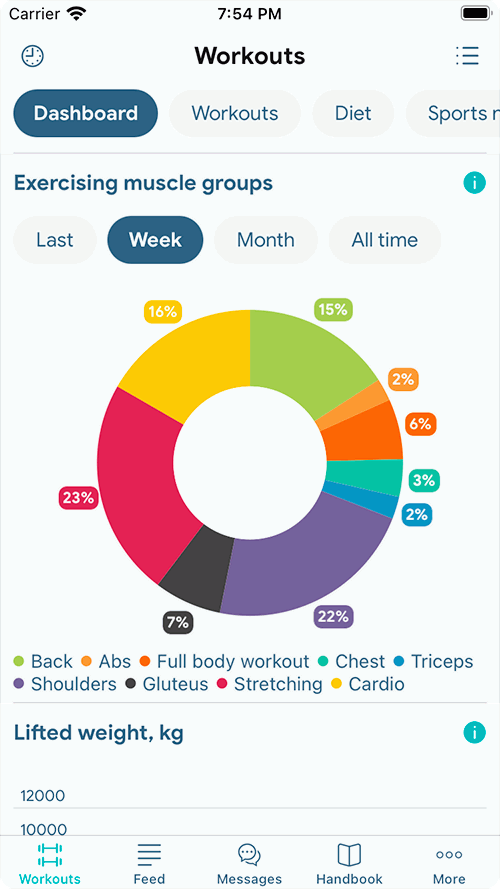 Carrier 7:54 PM
Workouts
Dashboard Workouts Diet Sports n
Exercising muscle groups
Last Week Month All time
16% 15%
2%
6%
3%
23%
2%
22%
7%
Back Abs Full body workout Chest Triceps
Shoulders Gluteus Stretching Cardio
Lifted weight, kg
12000
10000
Workouts Feed Messages Handbook More